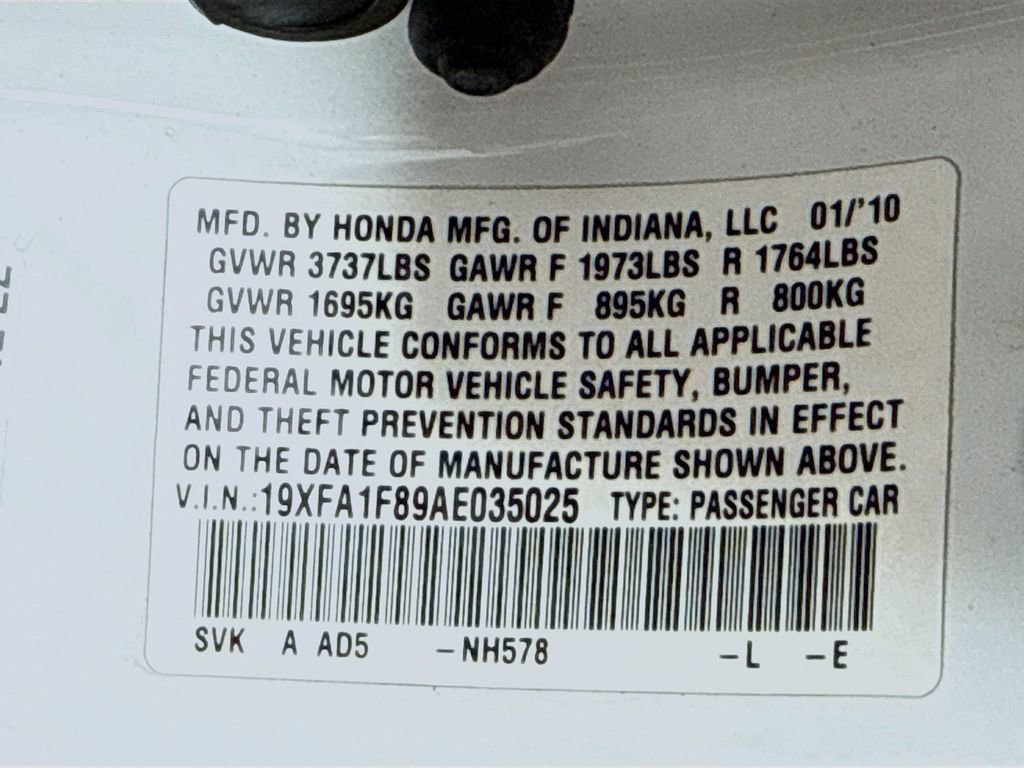 MFD. BY HONDA MFG. OF INDIANA, LLC 01/'10
GVWR 3737LBS GAWR F 1973LBS R 1764LBS
GVWR 1695KG GAWR F 895KG R 800KG
THIS VEHICLE CONFORMS TO ALL APPLICABLE
FEDERAL MOTOR VEHICLE SAFETY, BUMPER,
AND THEFT PREVENTION STANDARDS IN EFFECT
ON THE DATE OF MANUFACTURE SHOWN ABOVE.
V.I.N.:19XFA1F89AE035025 TYPE: PASSENGER CAR
SVK A AD5 -NH578 -L -E